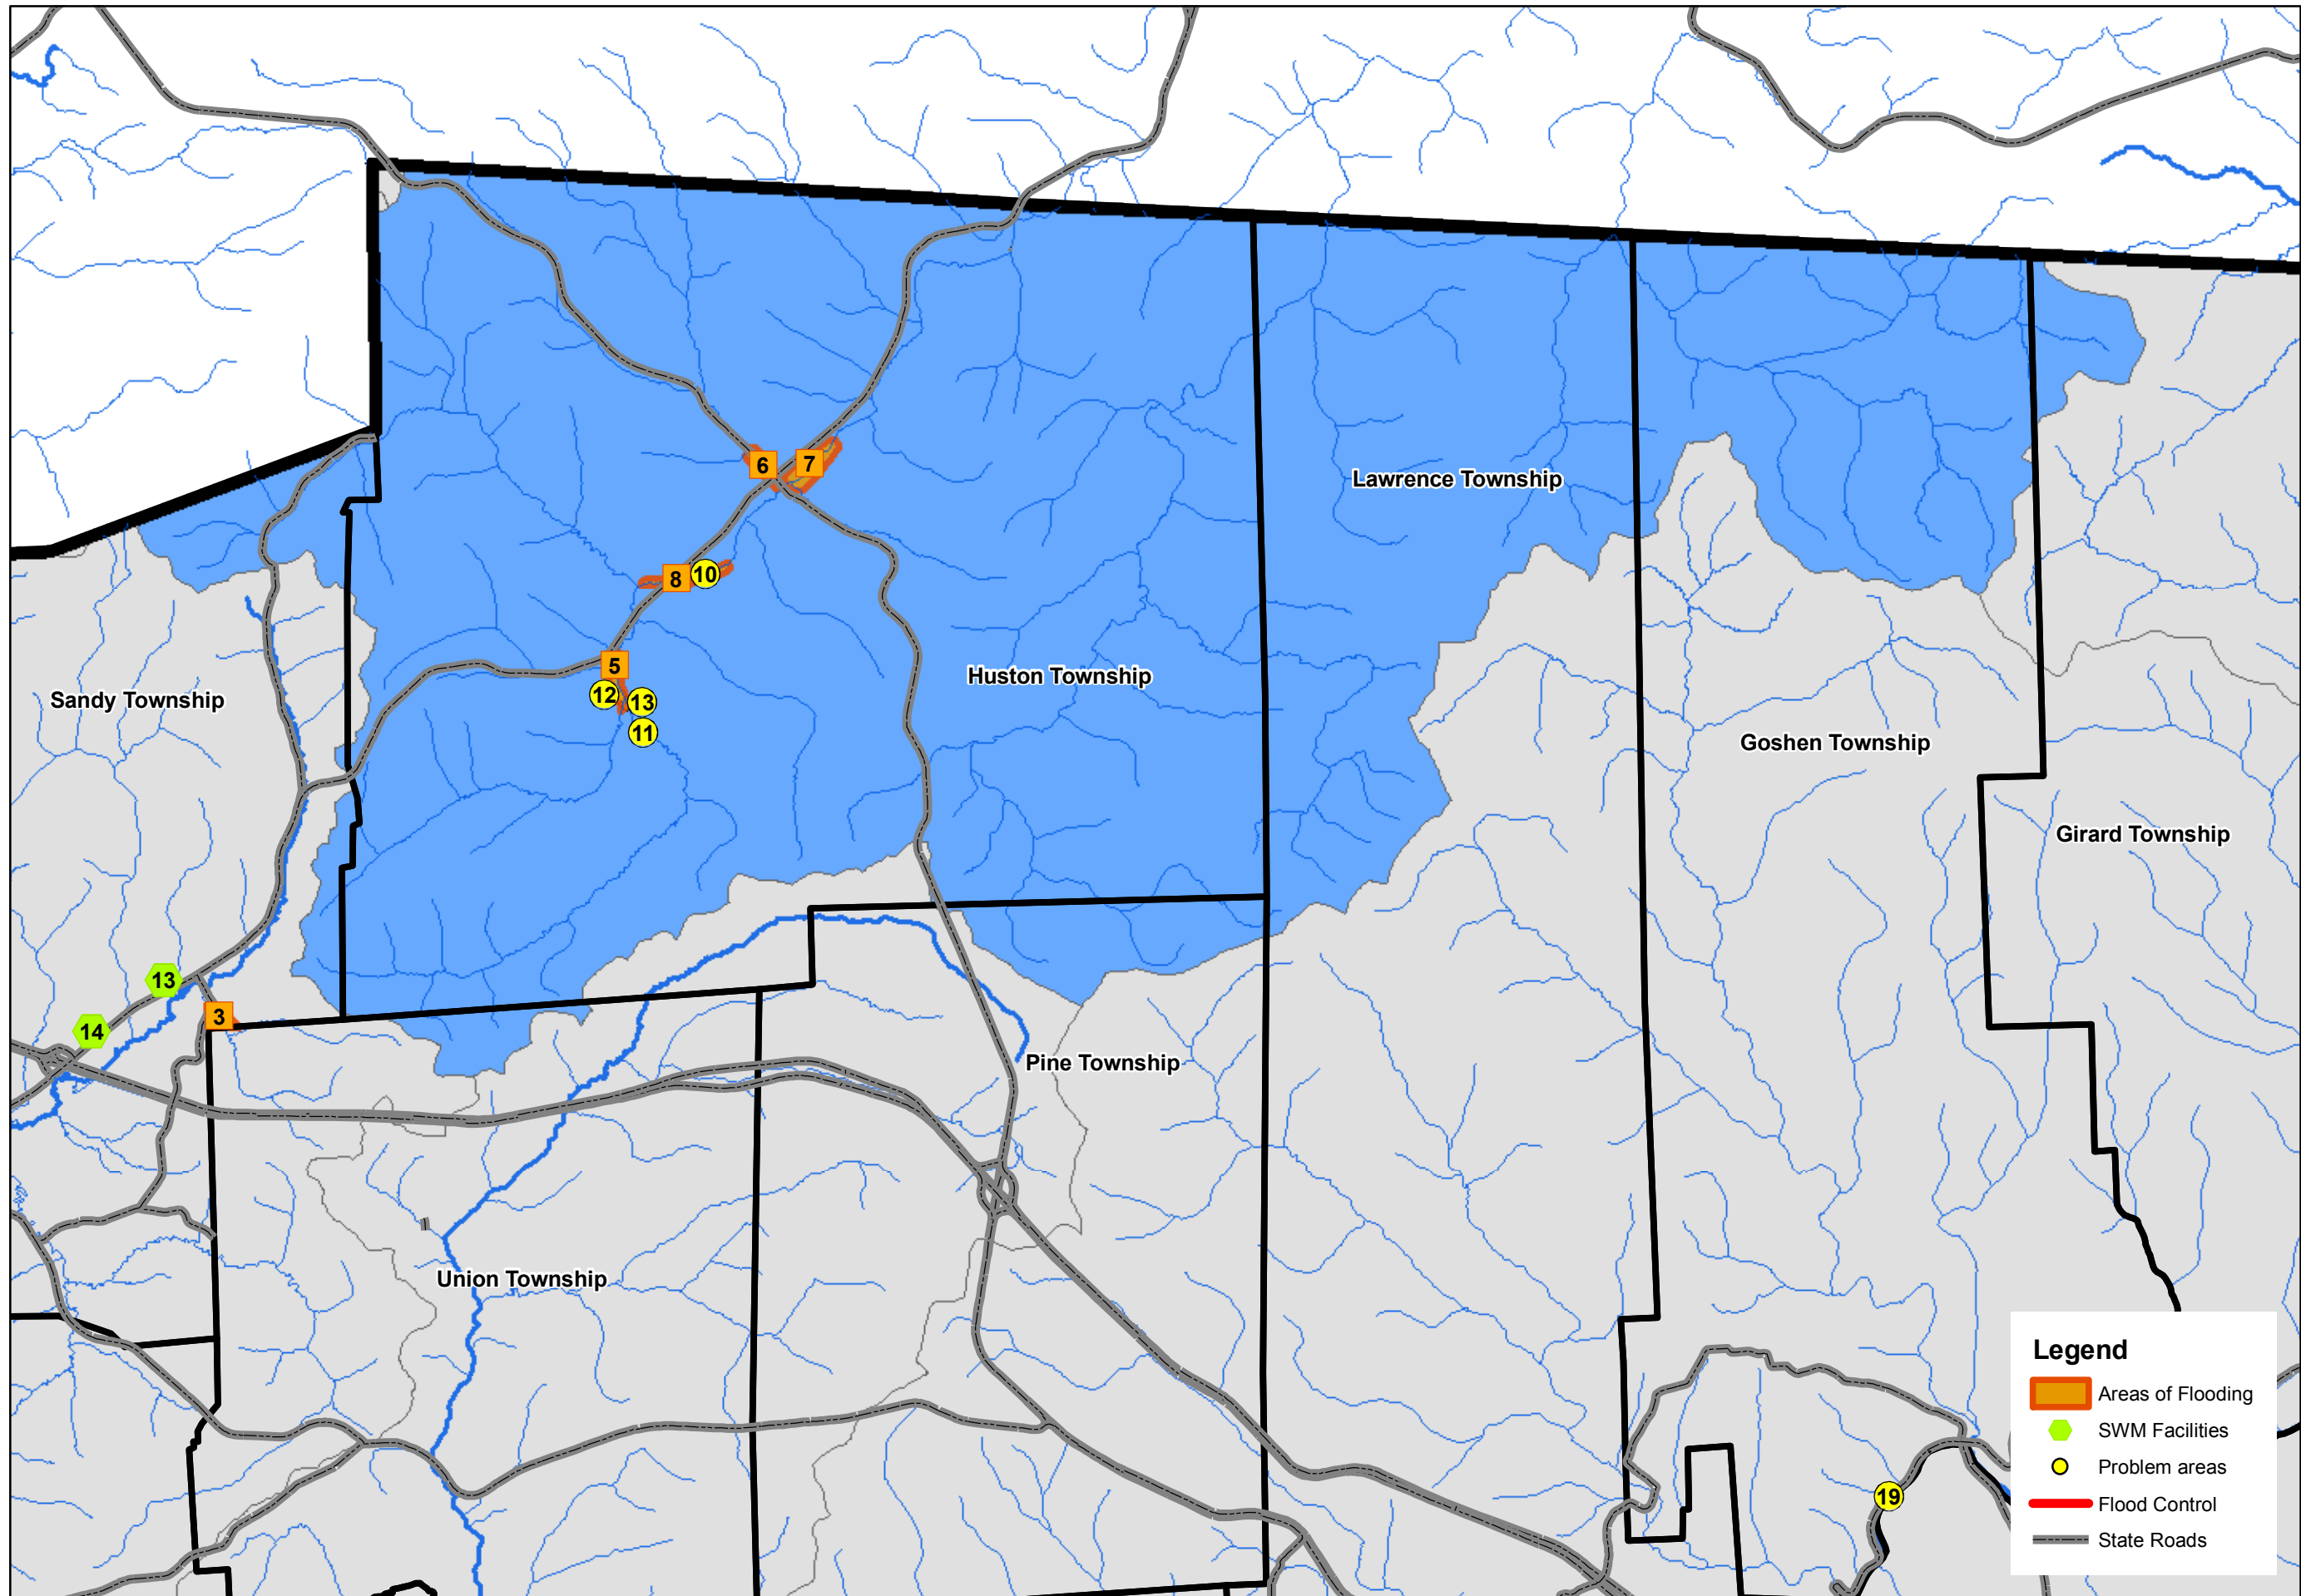 6
7
Lawrence Township
8
10
5
Huston Township
12
13
Sandy Township
11
Goshen Township
Girard Township
13
3
14
Pine Township
Union Township
19
Legend
Areas of Flooding
SWM Facilities
Problem areas
Flood Control
State Roads